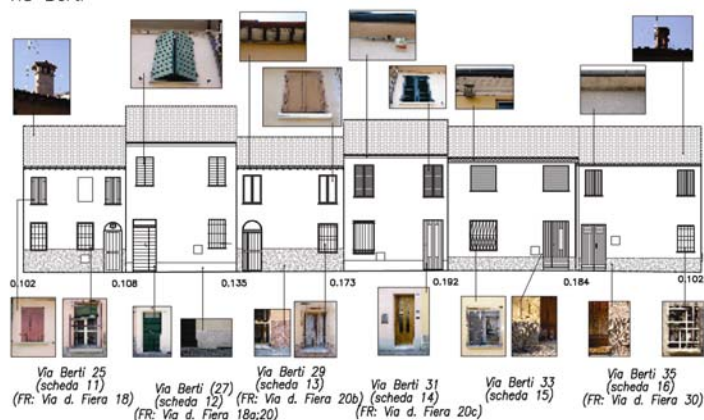 Berti
0.102
0.108
0.135
0.173
0.192
0.184
0.102
Via Berti 25
(scheda 11)
(FR: Via d. Fiera 18)
Via Berti (27)
(scheda 12)
(FR: Via d. Fiera 18a;20)
Via Berti 29
(scheda 13)
(FR: Via d. Fiera 20b)
Via Berti 31
(scheda 14)
(FR: Via d. Fiera 20c)
Via Berti 33
(scheda 15)
Via Berti 35
(scheda 16)
(FR: Via d. Fiera 30)